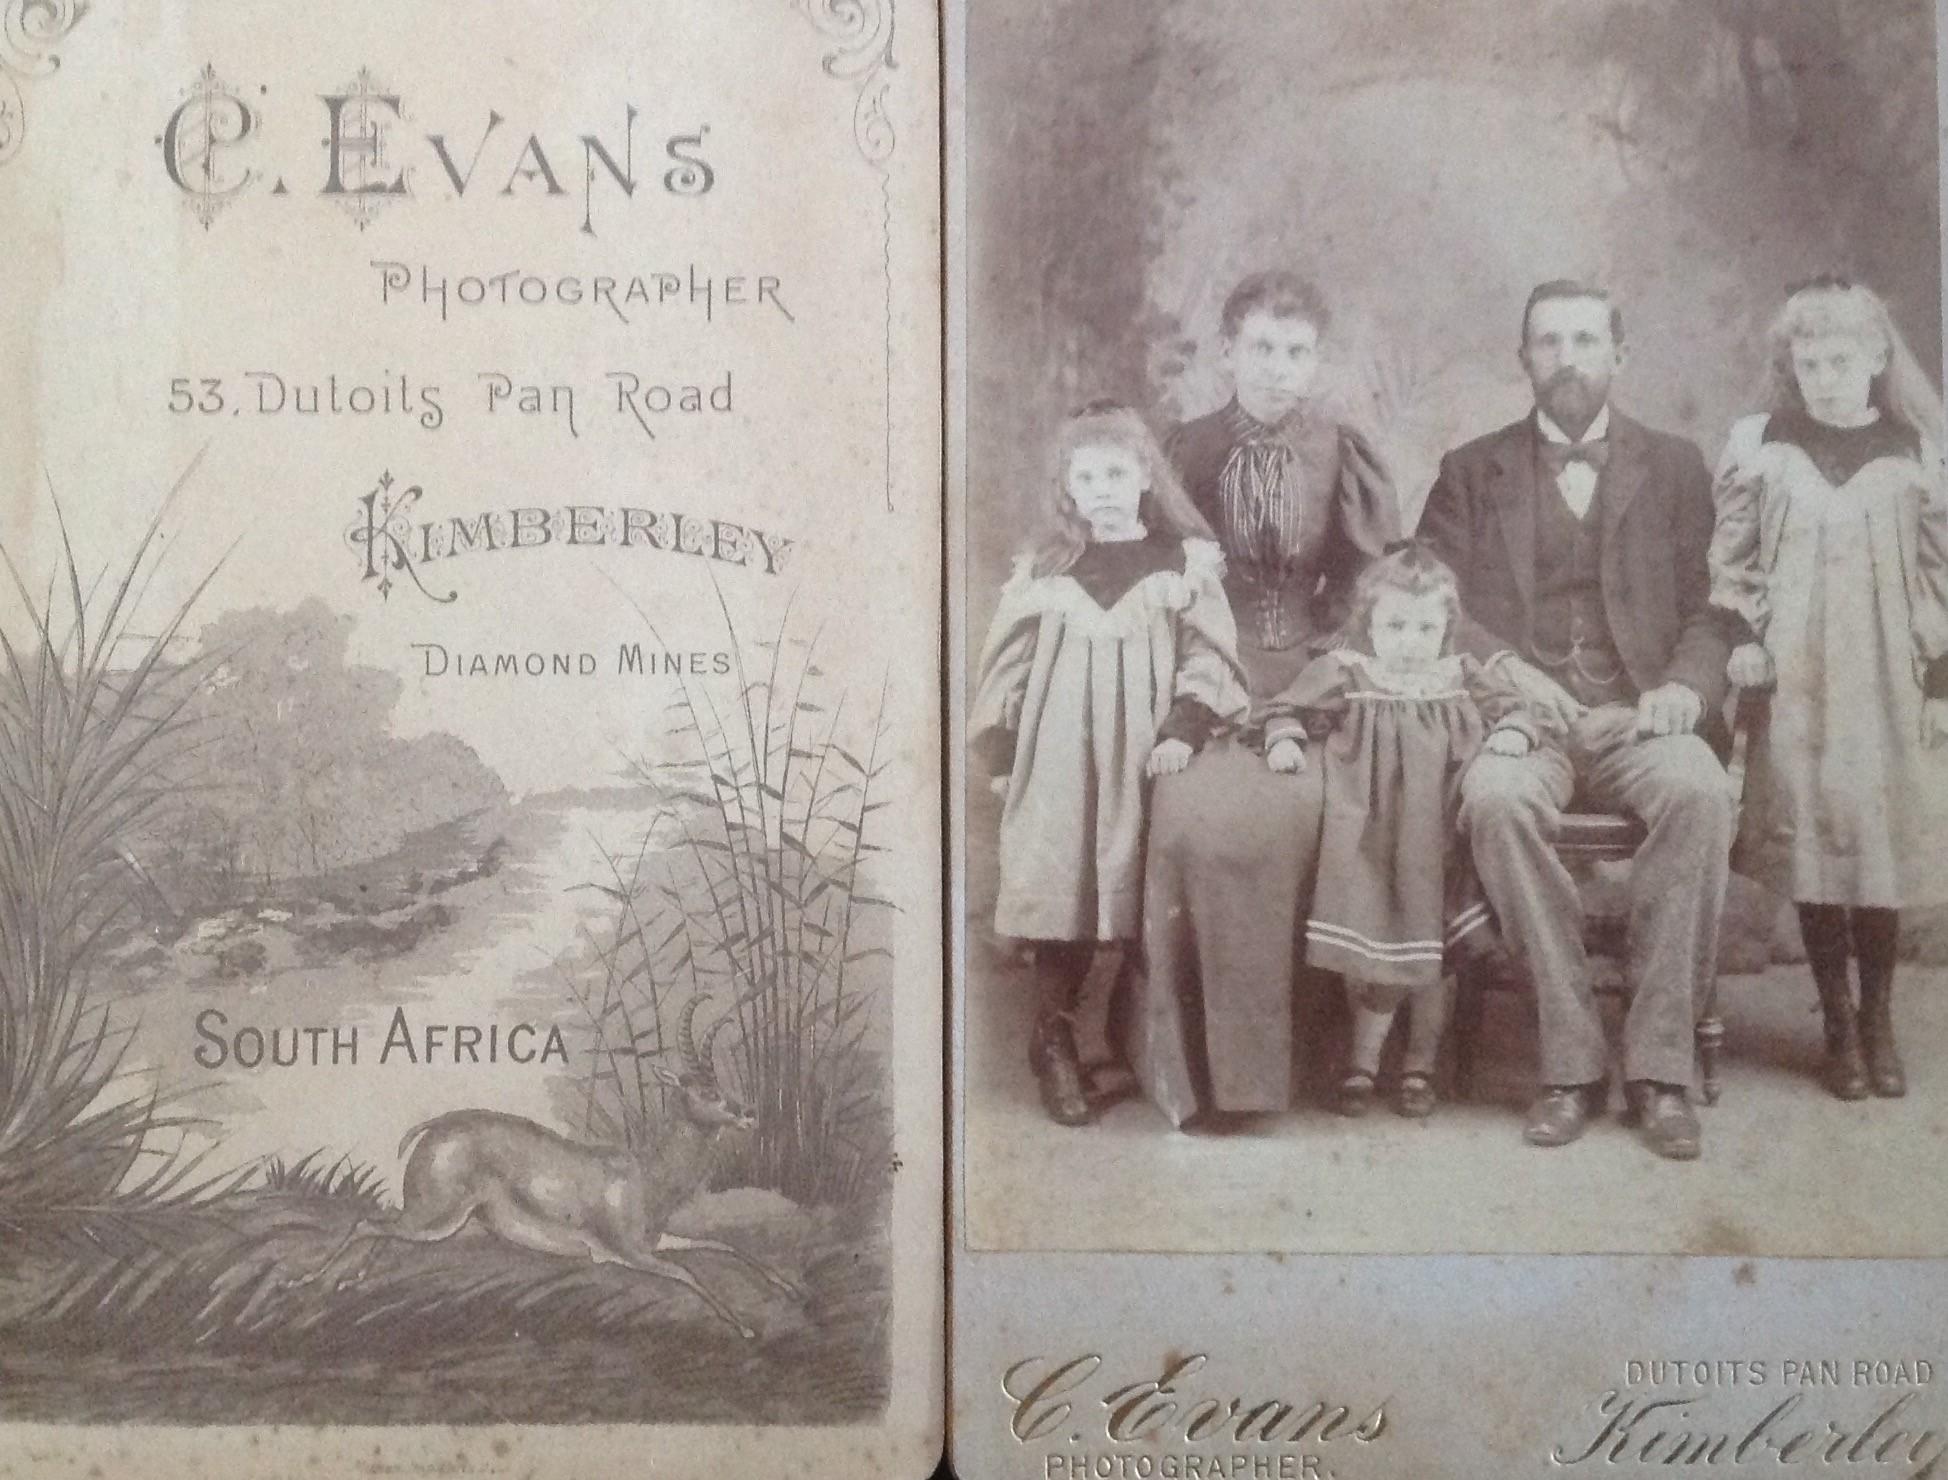 C. EVANS
PHOTOGRAPHER
53, Dutoits Pan Road
KIMBERLEY
DIAMOND MINES
SOUTH AFRICA
C. Evans
PHOTOGRAPHER.
DUTOITS PAN ROAD
Kimberley